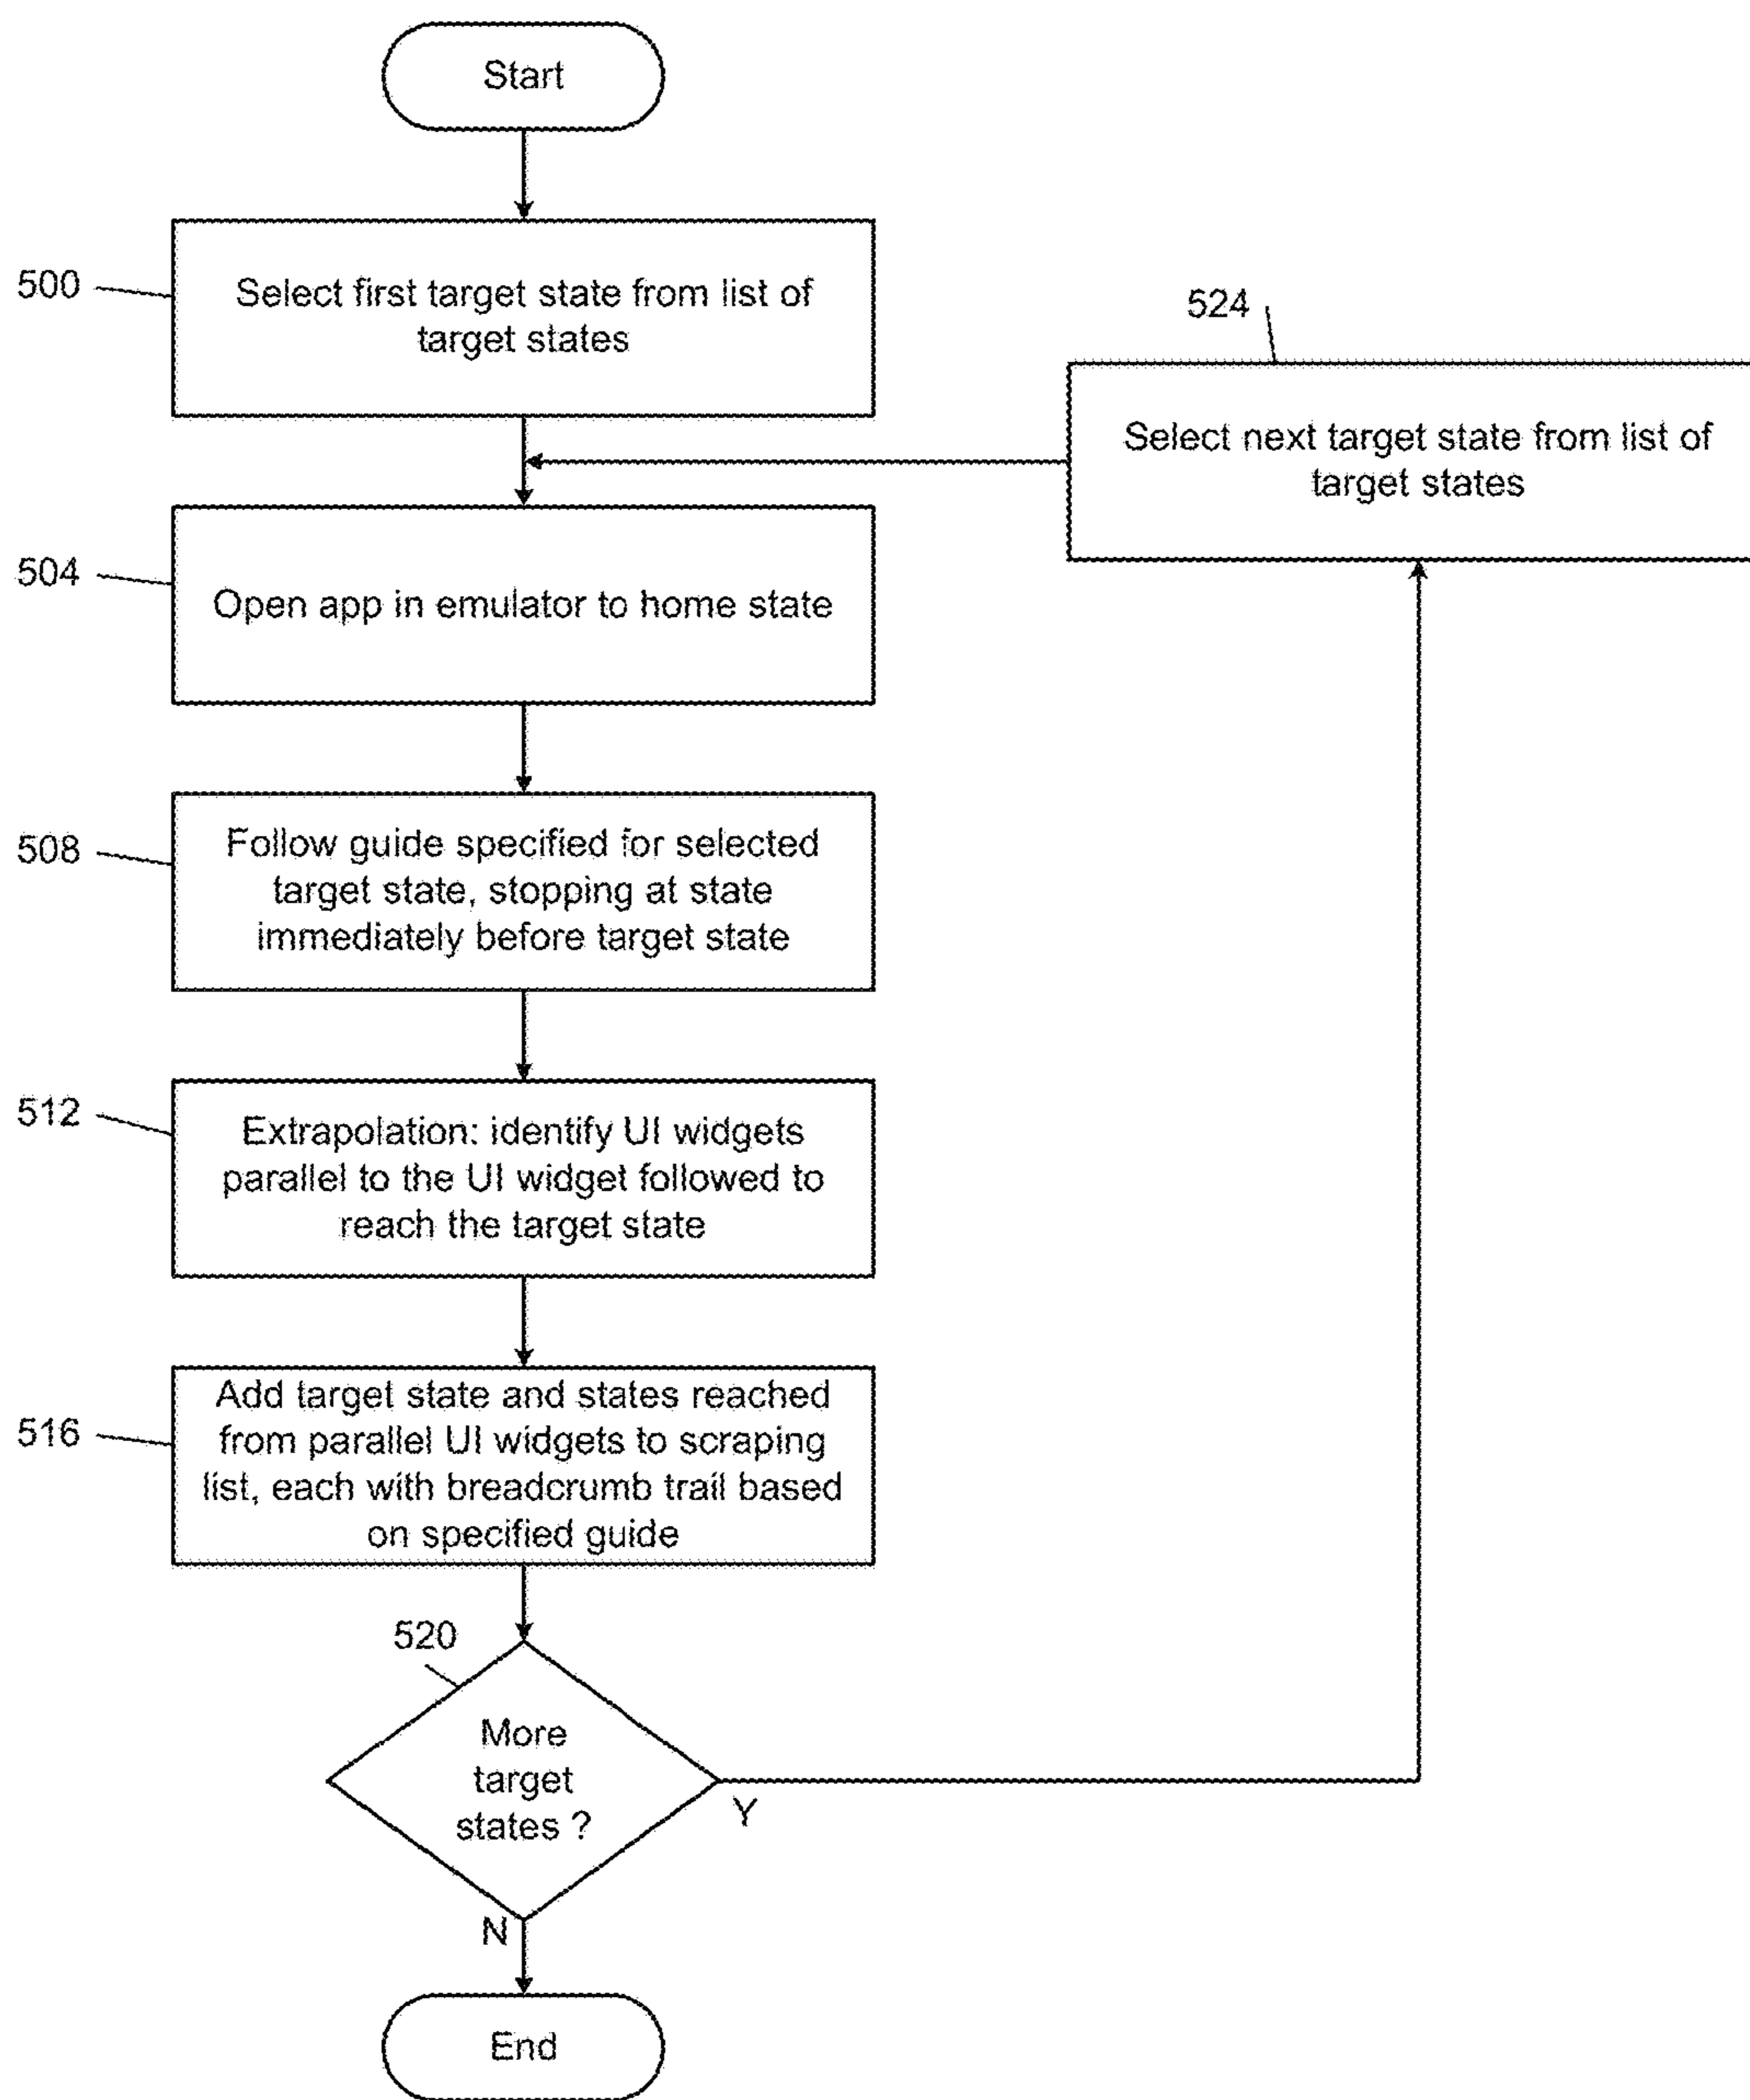 Start
500
Select first target state from list of
target states
524
Select next target state from list of
target states
504
Open app in emulator to home state
508
Follow guide specified for selected
target state, stopping at state
immediately before target state
512
Extrapolation: identify UI widgets
parallel to the UI widget followed to
reach the target state
516
Add target state and states reached
from parallel UI widgets to scraping
list, each with breadcrumb trail based
on specified guide
520
More
target
states ?
Y
N
End